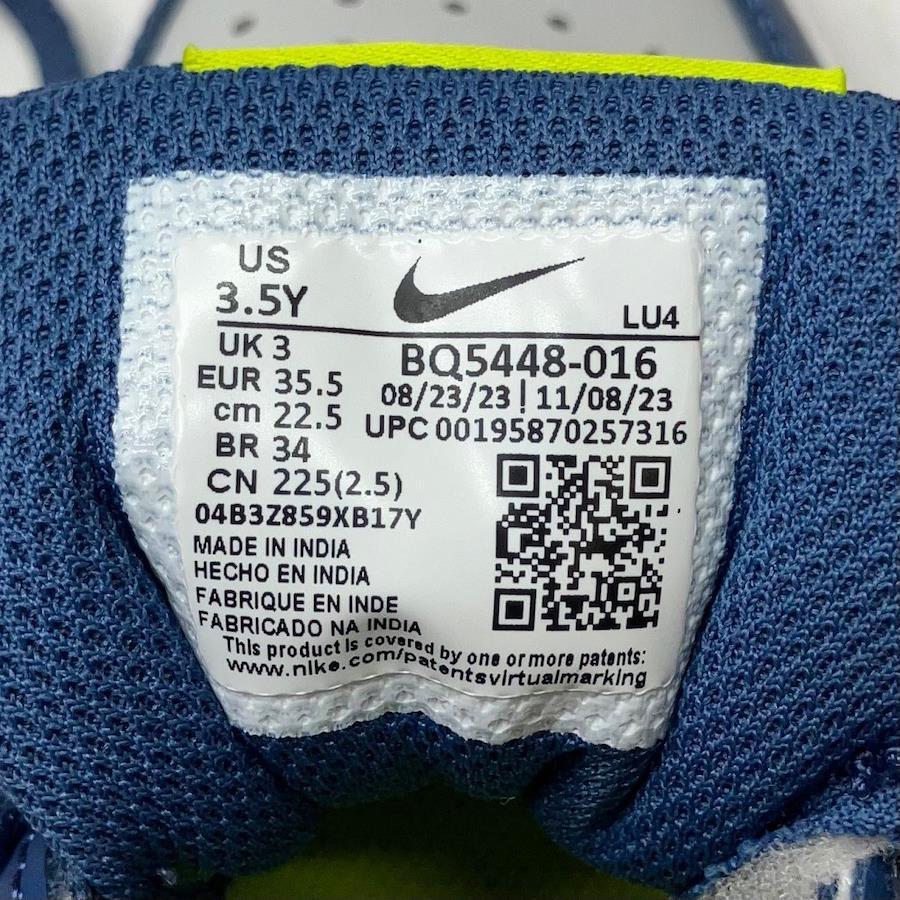 US
3.5Y
LU4
UK 3
EUR 35.5
cm 22.5
BR 34
CN 225(2.5)
BQ5448-016
08/23/23 | 11/08/23
UPC 00195870257316
04B3Z859XB17Y
MADE IN INDIA
HECHO EN INDIA
FABRIQUE EN INDE
FABRICADO NA INDIA
This product is covered by one or more patents:
www.nike.com/patentsvirtualmarking